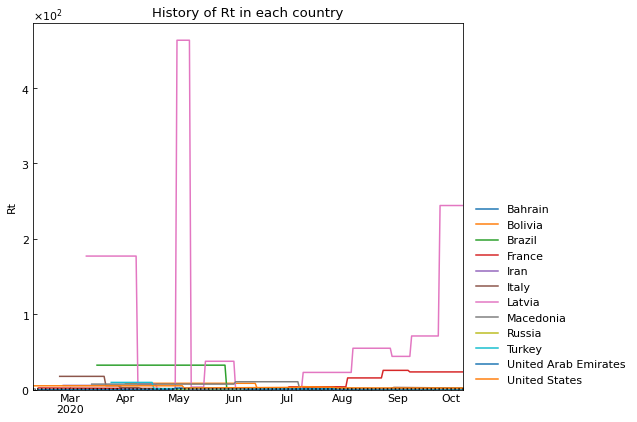 History of Rt in each country
×10²
4
3
2
1
0
Rt
Mar
2020
Apr
May
Jun
Jul
Aug
Sep
Oct
Bahrain
Bolivia
Brazil
France
Iran
Italy
Latvia
Macedonia
Russia
Turkey
United Arab Emirates
United States